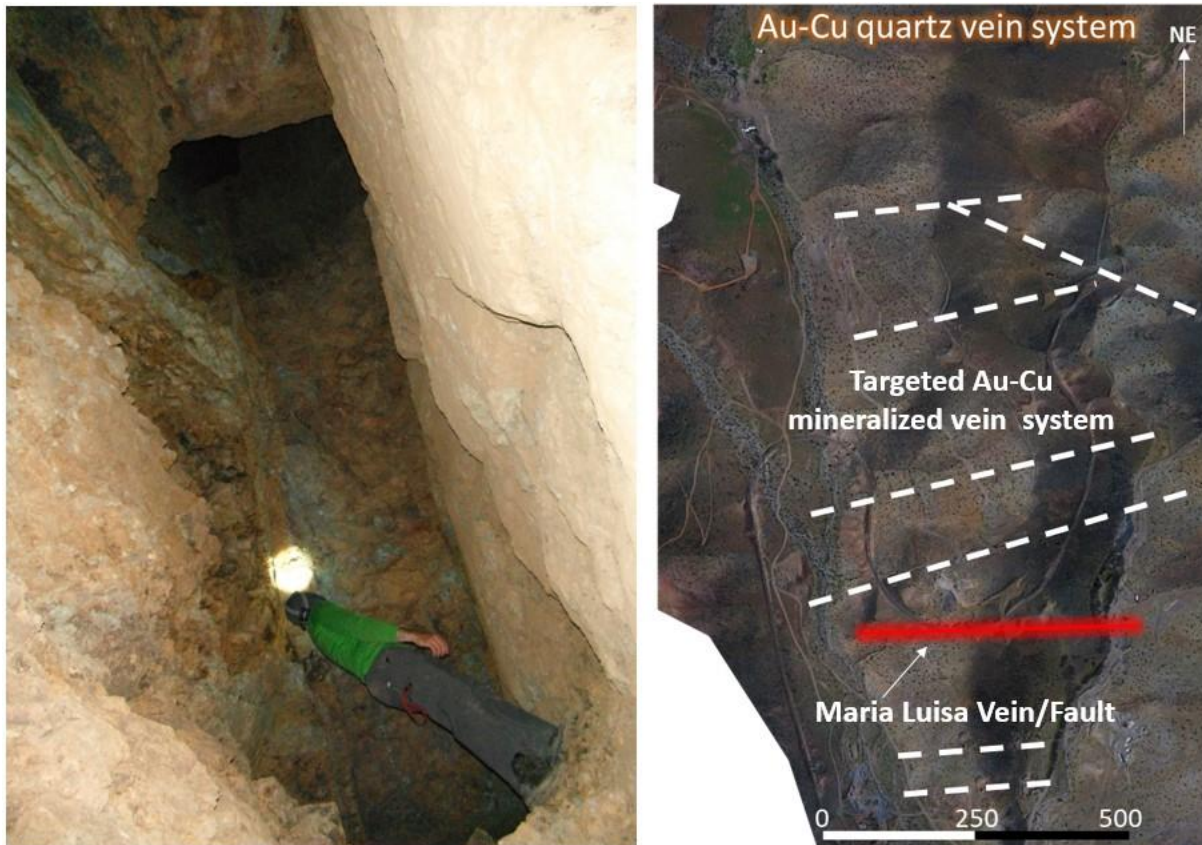 Au-Cu quartz vein system
NE
Targeted Au-Cu
mineralized vein system
Maria Luisa Vein/Fault
0 250 500